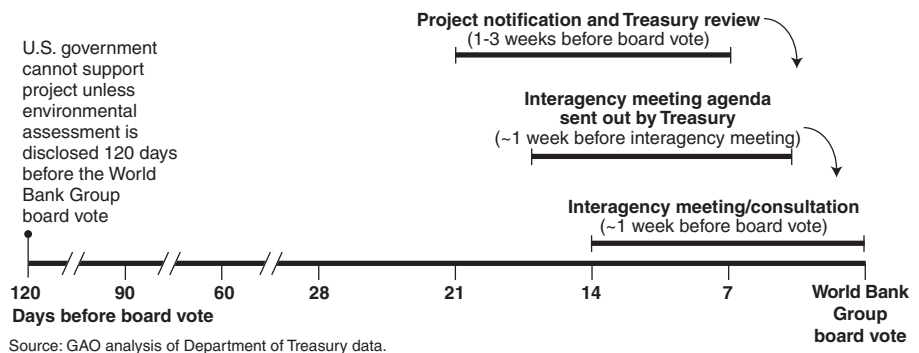 Project notification and Treasury review
(1-3 weeks before board vote)
U.S. government
cannot support
project unless
environmental
assessment is
disclosed 120 days
before the World
Bank Group
board vote
Interagency meeting agenda
sent out by Treasury
(~1 week before interagency meeting)
Interagency meeting/consultation
(~1 week before board vote)
120 90 60 28 21 14 7 World Bank
Group
board vote
Days before board vote
Source: GAO analysis of Department of Treasury data.